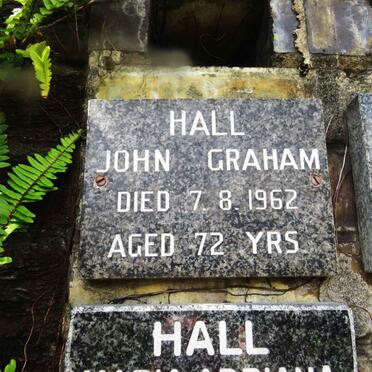 HALL
JOHN GRAHAM
DIED 7.8.1962
AGED 72 YRS
HALL